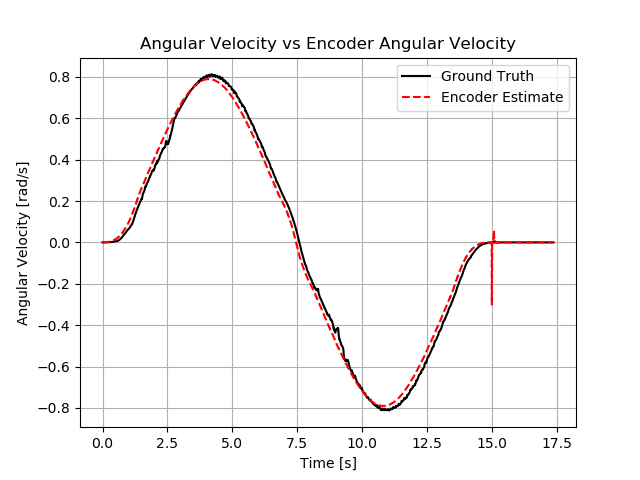 Angular Velocity vs Encoder Angular Velocity
Ground Truth
Encoder Estimate
Angular Velocity [rad/s]
0.8
0.6
0.4
0.2
0.0
−0.2
−0.4
−0.6
−0.8
0.0 2.5 5.0 7.5 10.0 12.5 15.0 17.5
Time [s]